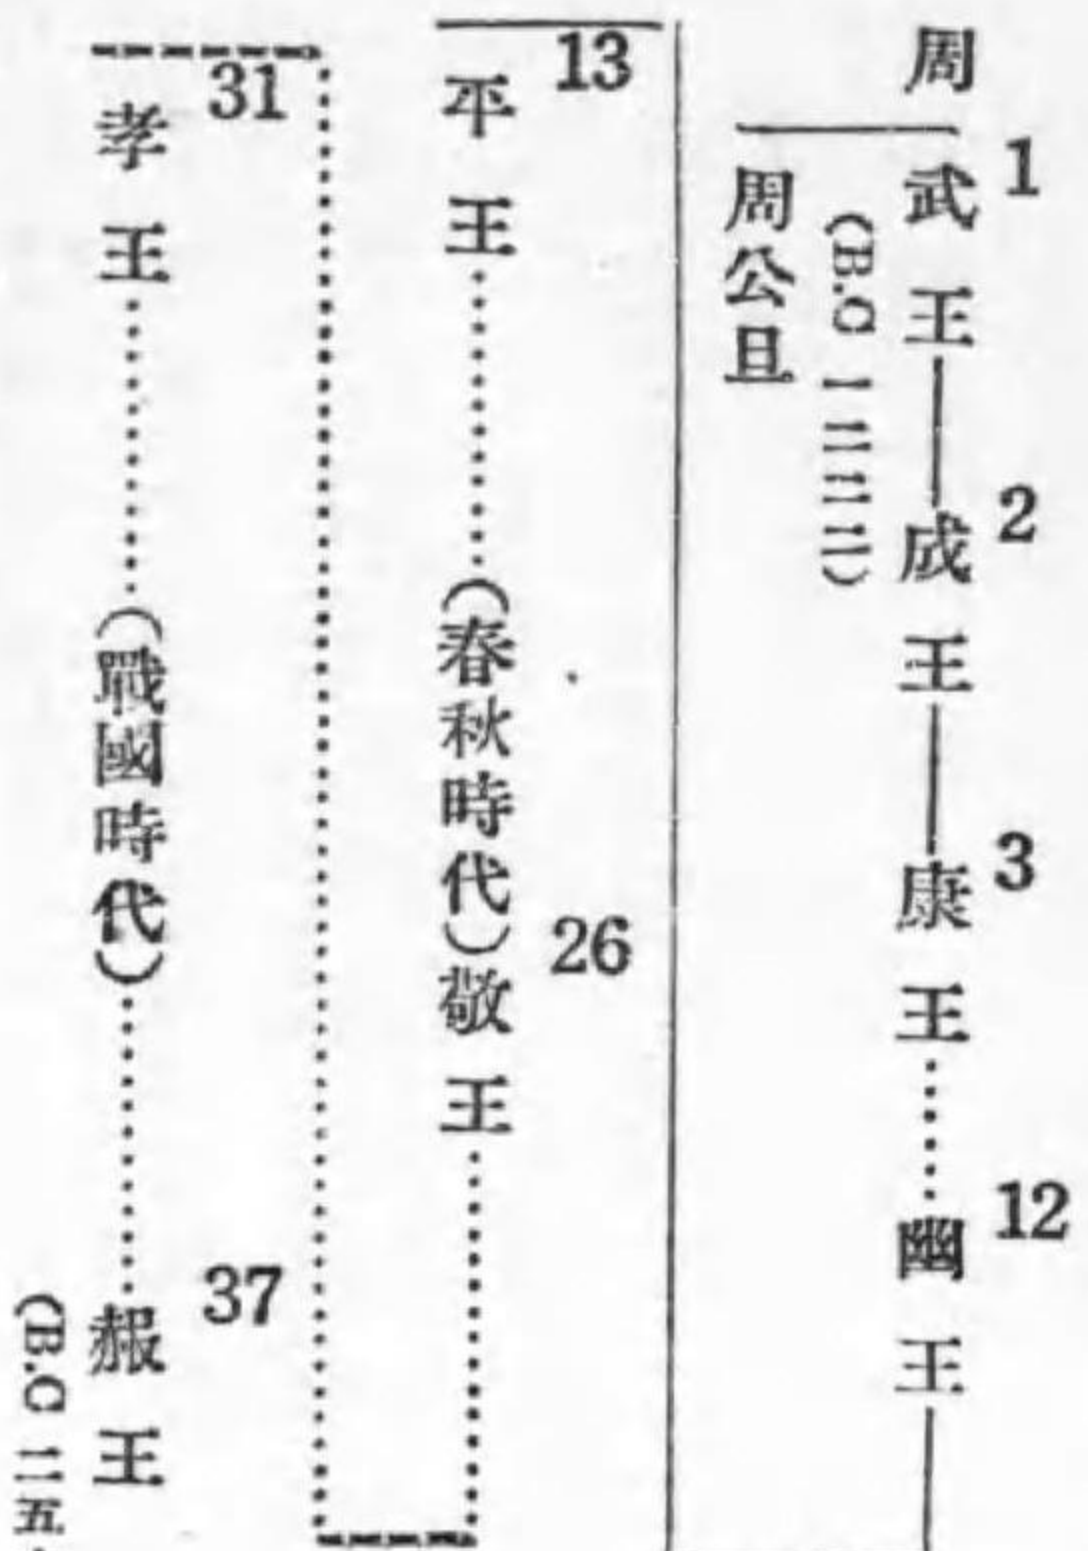 周
1 武王
(B.C 一一二二)
周公旦
2 成王
3 康王
12 幽王
13 平王
(春秋時代)
26 敬王
31 孝王
(戰國時代)
37 赧王
(B.C 二五